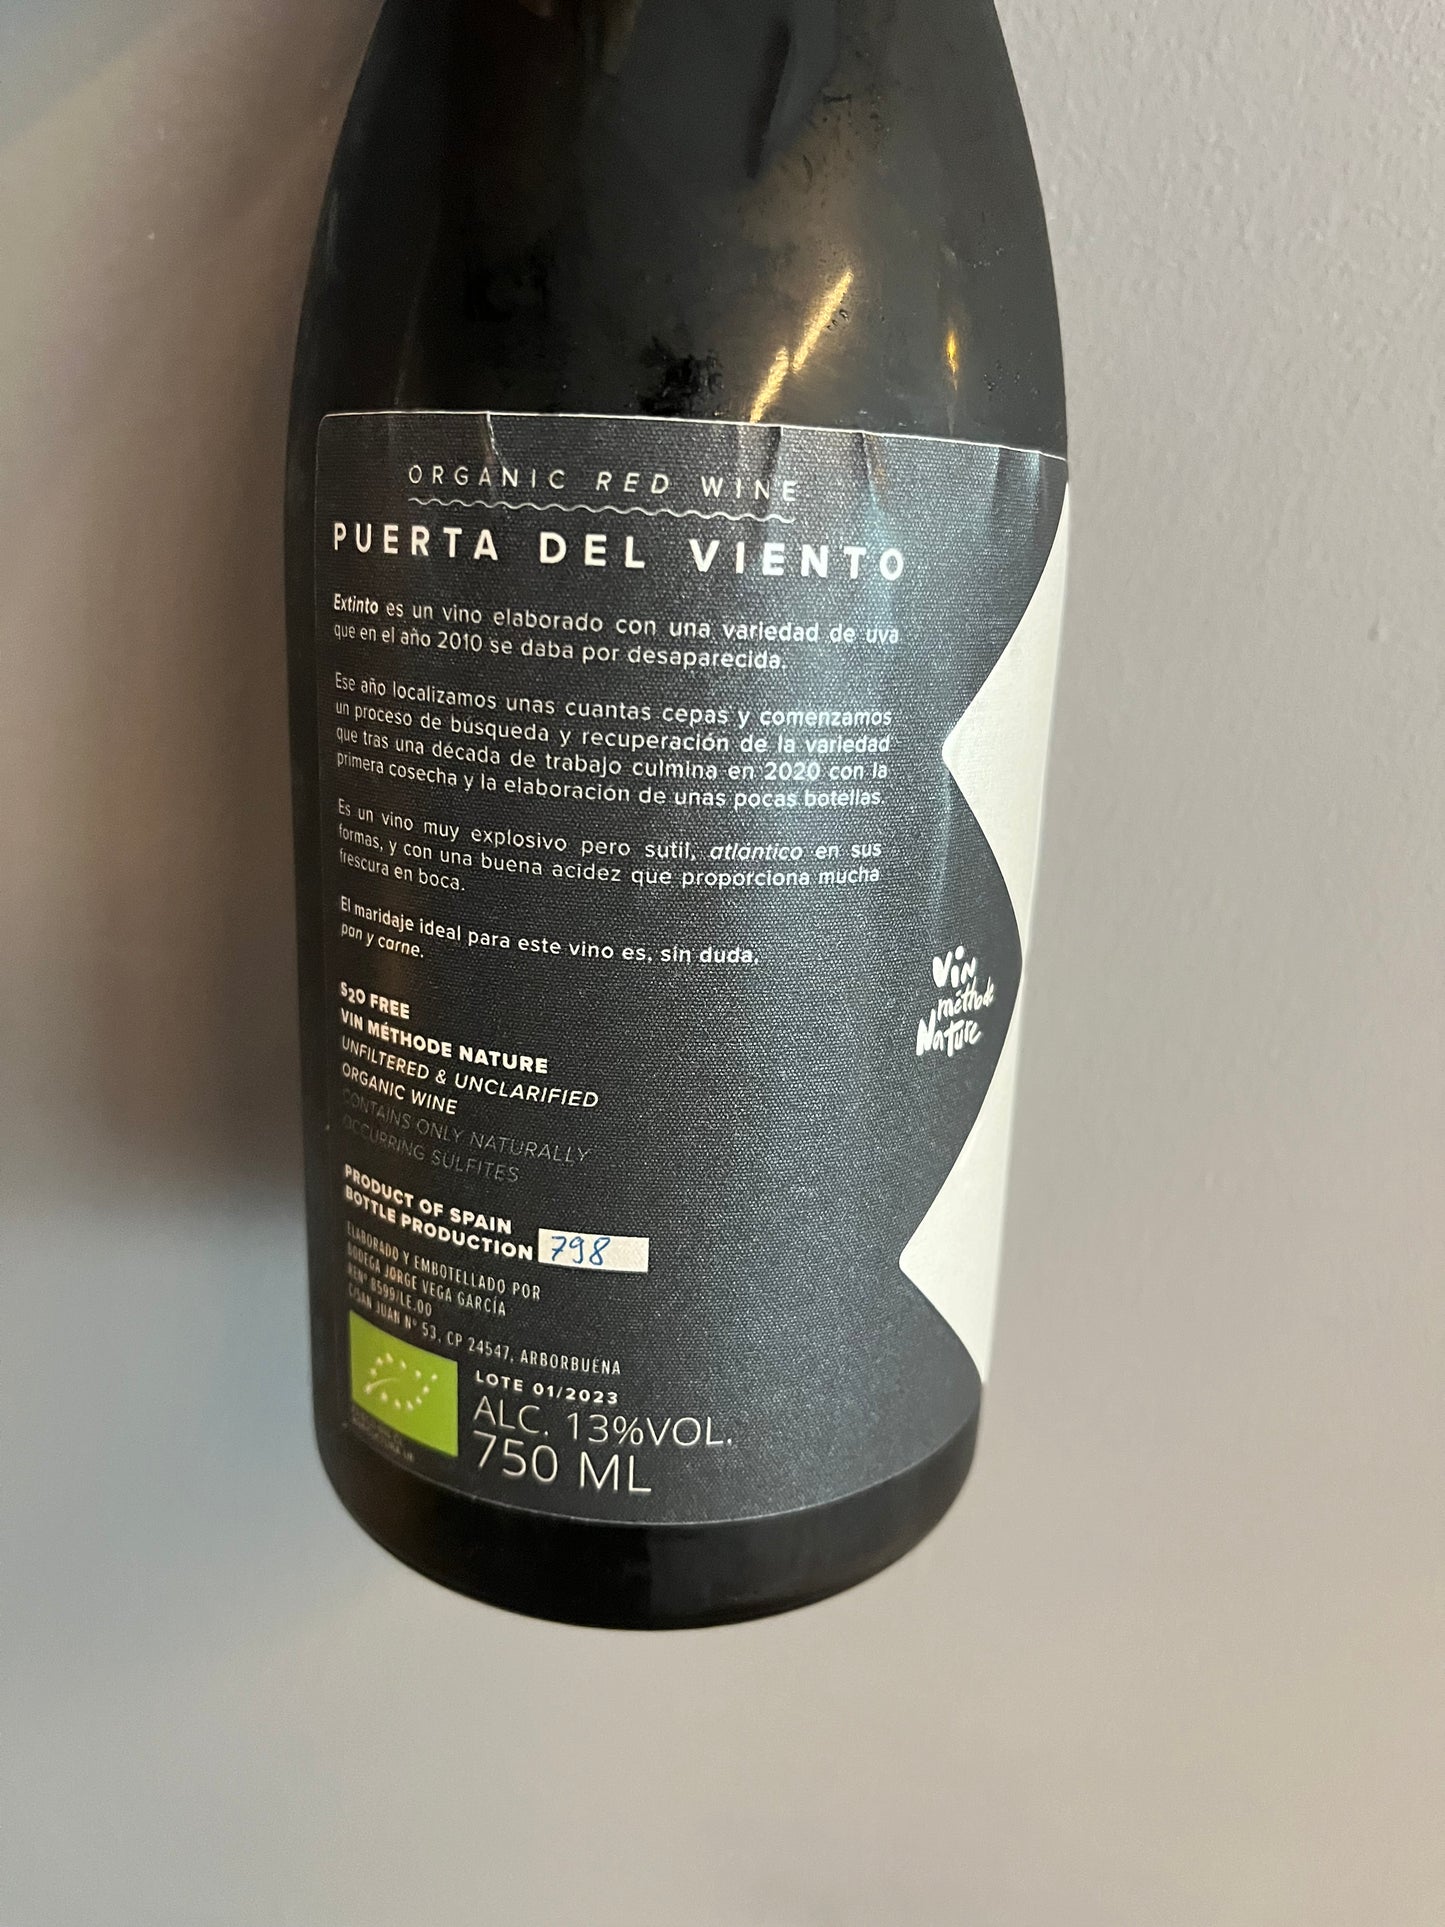 ORGANIC RED WINE
PUERTA DEL VIENTO
Extinto es un vino elaborado con una variedad de uva
que en el año 2010 se daba por desaparecida.
Ese año localizamos unas cuantas cepas y comenzamos
un proceso de búsqueda y recuperación de la variedad
que tras una década de trabajo culmina en 2020 con la
primera cosecha y la elaboración de unas pocas botellas.
Es un vino muy explosivo pero sutil, atlántico en sus
formas, y con una buena acidez que proporciona mucha
frescura en boca.
El maridaje ideal para este vino es, sin duda,
pan y carne.
Vin
méthode
Nature
S20 FREE
VIN MÉTHODE NATURE
UNFILTERED & UNCLARIFIED
ORGANIC WINE
CONTAINS ONLY NATURALLY
OCCURRING SULFITES
PRODUCT OF SPAIN
BOTTLE PRODUCTION 798
ELABORADO Y EMBOTELLADO POR
BODEGA JORGE VEGA GARCÍA
RENº 8599/LE.00
C/SAN JUAN Nº 53, CP 24547, ARBORBUENA
LOTE 01/2023
ALC. 13%VOL.
750 ML